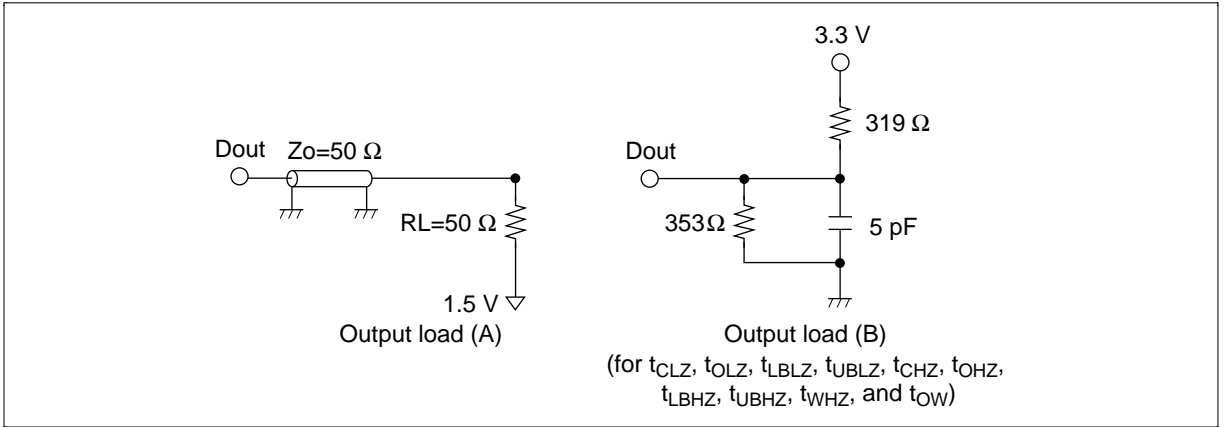 Dout
Zo=50 Ω
RL=50 Ω
1.5 V
Output load (A)
3.3 V
319 Ω
Dout
353Ω
5 pF
Output load (B)
(for tCLZ, tOLZ, tLBLZ, tUBLZ, tCHZ, tOHZ,
tLBHZ, tUBHZ, tWHZ, and tOW)